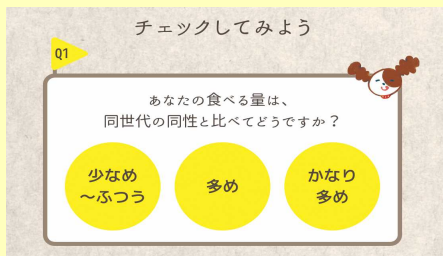 チェックしてみよう
Q1
あなたの食べる量は、
同世代の同性と比べてどうですか？
少なめ
～ふつう
多め
かなり
多め